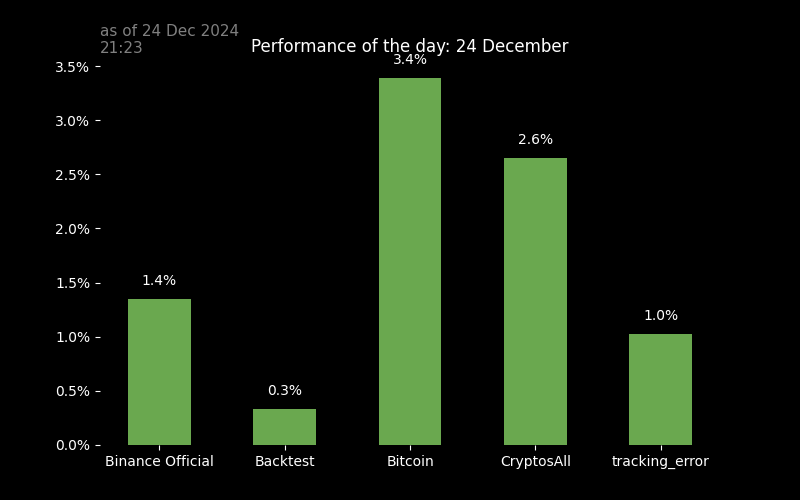 as of 24 Dec 2024
21:23
Performance of the day: 24 December
3.5%
3.0%
2.5%
2.0%
1.5%
1.0%
0.5%
0.0%
1.4%
0.3%
3.4%
2.6%
1.0%
Binance Official
Backtest
Bitcoin
CryptosAll
tracking_error